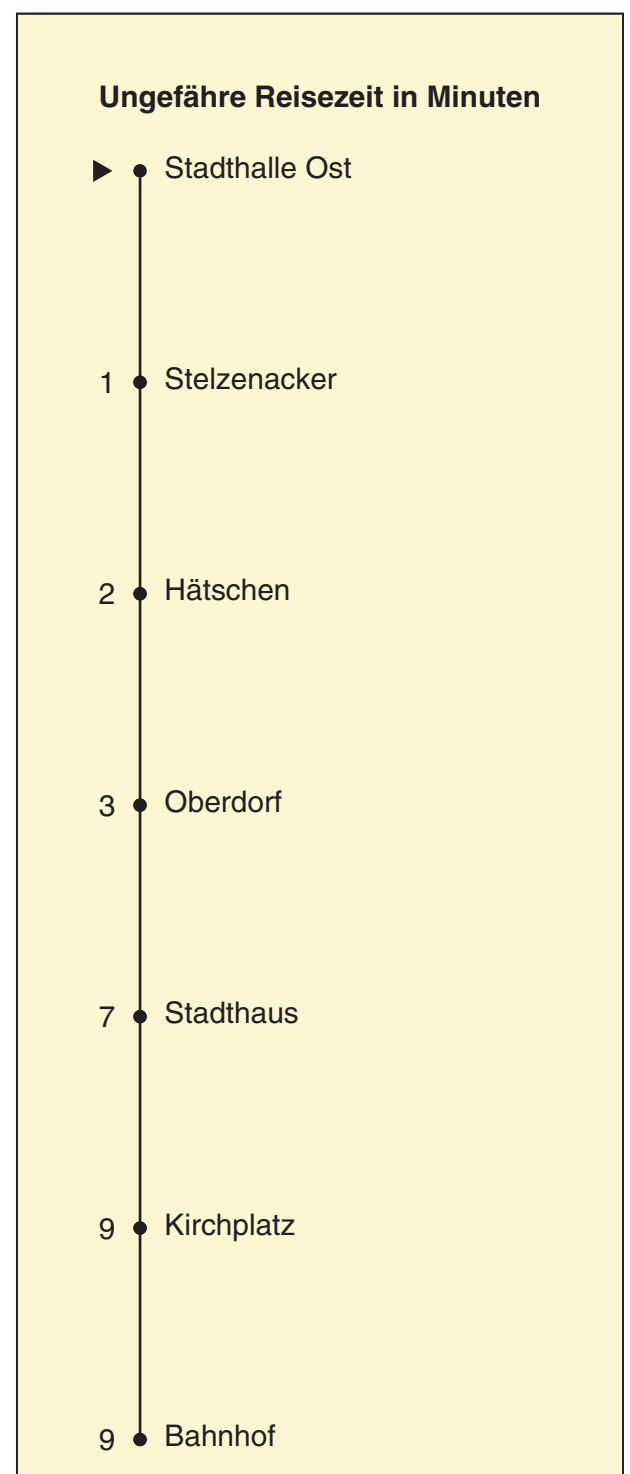 Ungefähre Reisezeit in Minuten
Stadthalle Ost
1 Stelzenacker
2 Hätschen
3 Oberdorf
7 Stadthaus
9 Kirchplatz
9 Bahnhof